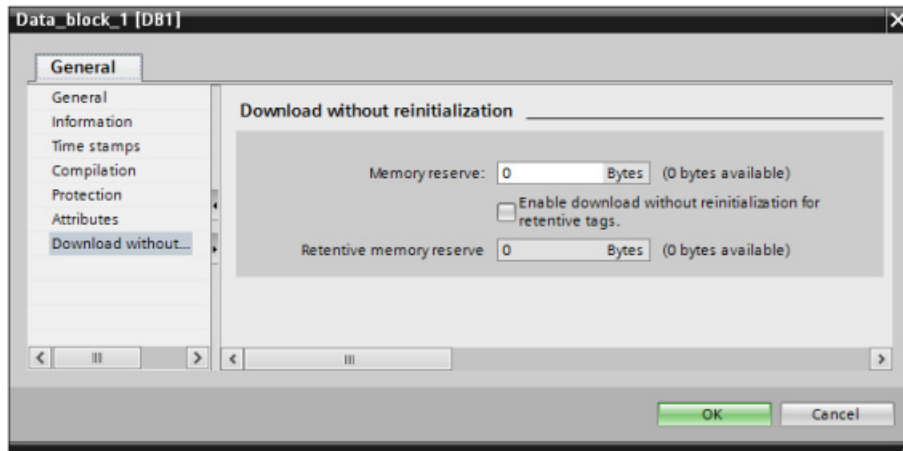 Data_block_1 [DB1]
General
General
Information
Time stamps
Compilation
Protection
Attributes
Download without...
Download without reinitialization
Memory reserve: 0 Bytes (0 bytes available)
Enable download without reinitialization for
retentive tags.
Retentive memory reserve 0 Bytes (0 bytes available)
OK Cancel